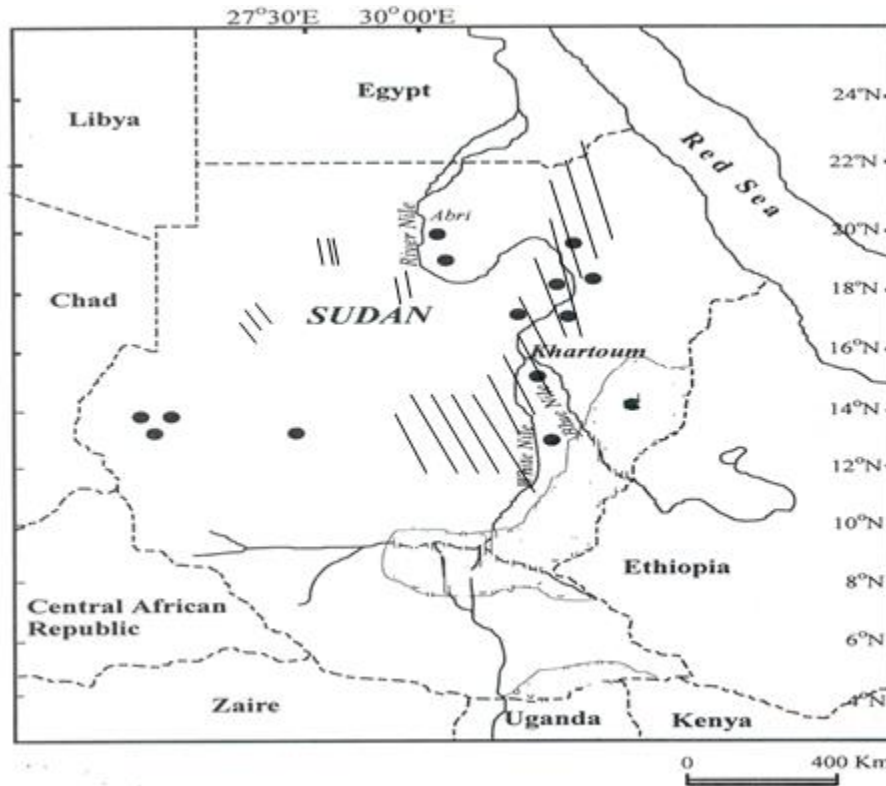 27°30'E 30°00'E
Egypt
24°N
Libya
Red Sea
22°N
Abri
River Nile
20°N
Chad
SUDAN
18°N
Khartoum
16°N
Blue Nile
14°N
White Nile
12°N
10°N
Ethiopia
8°N
Central African
Republic
6°N
Zaire
Uganda
Kenya
4°N
0 400 Km